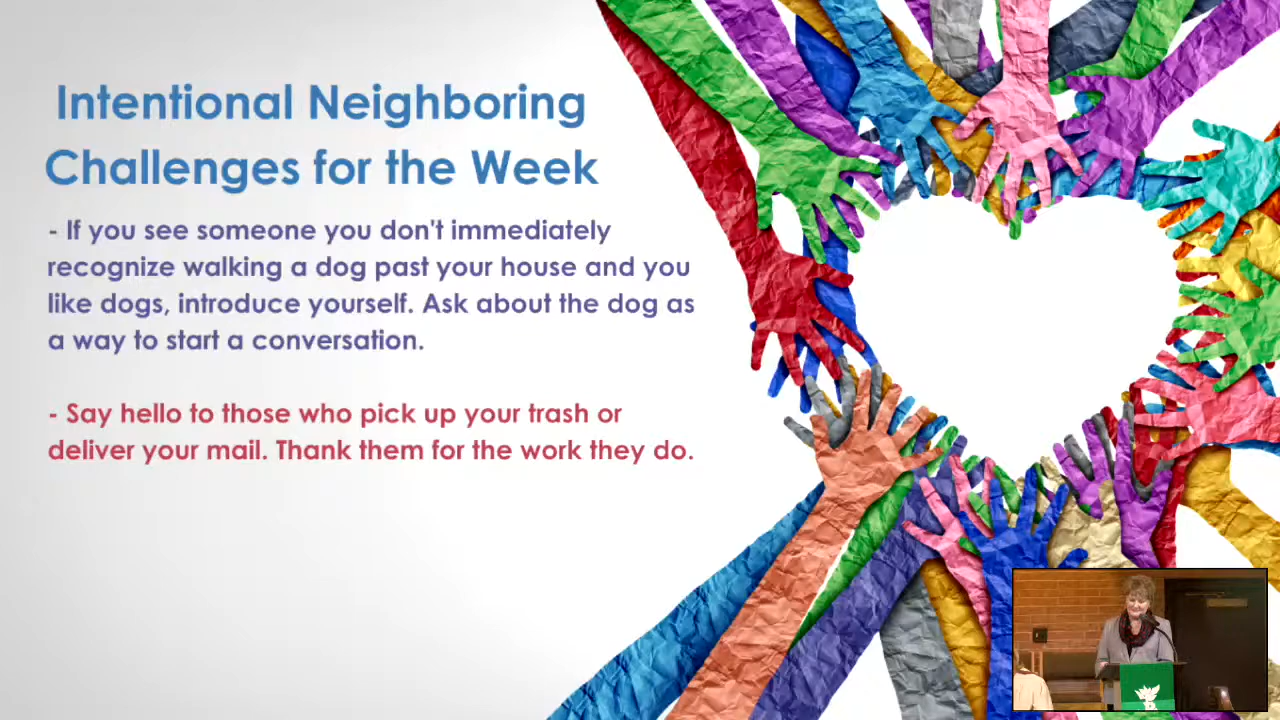 Intentional Neighboring
Challenges for the Week
- If you see someone you don't immediately
recognize walking a dog past your house and you
like dogs, introduce yourself. Ask about the dog as
a way to start a conversation.
- Say hello to those who pick up your trash or
deliver your mail. Thank them for the work they do.